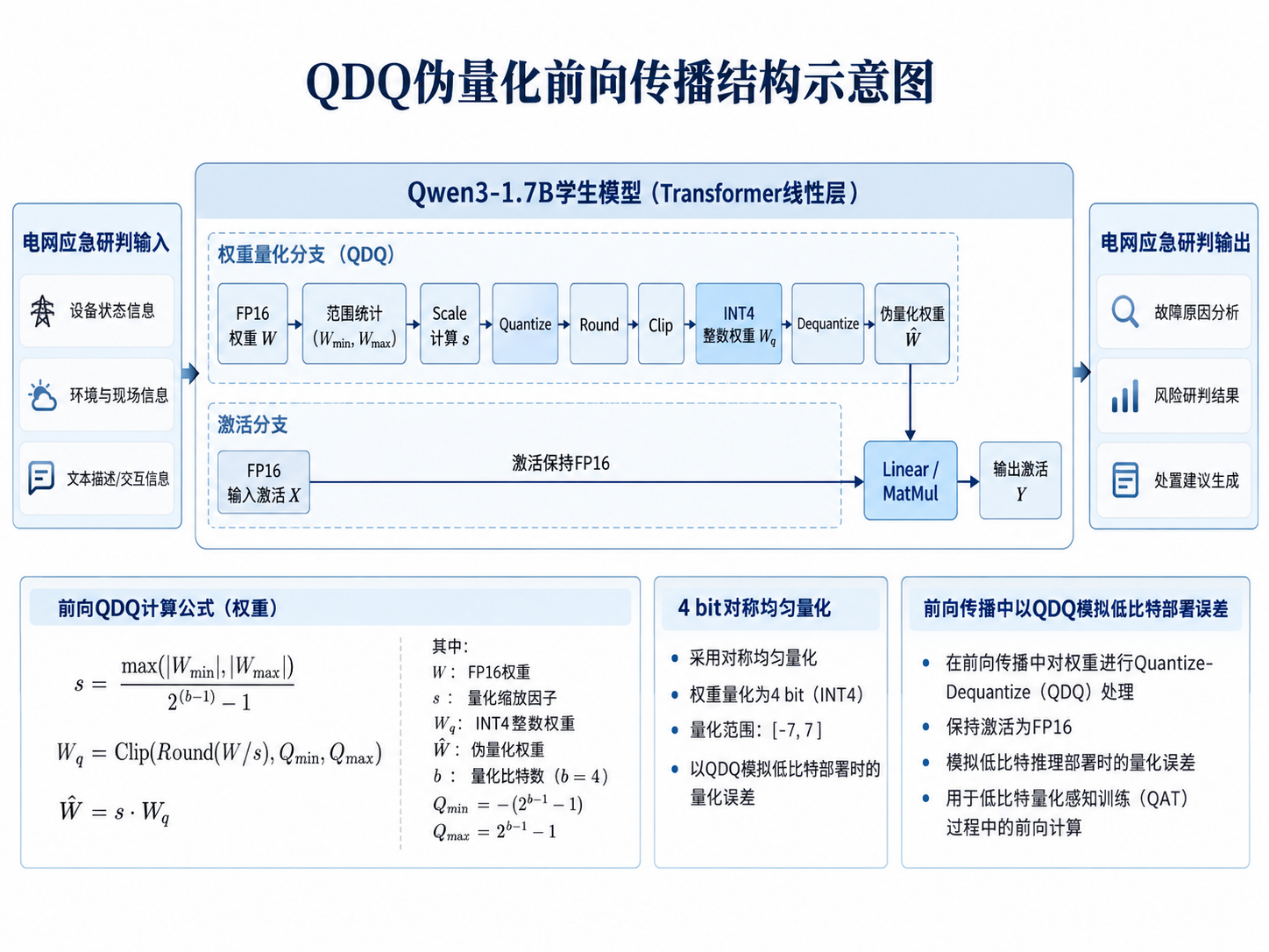 QDQ伪量化前向传播结构示意图
电网应急研判输入
设备状态信息
环境与现场信息
文本描述/交互信息
Qwen3-1.7B学生模型（Transformer线性层）
权重量化分支（QDQ）
FP16
权重 W
范围统计
(W_min, W_max)
Scale
计算 s
Quantize
Round
Clip
INT4
整数权重 W_q
Dequantize
伪量化权重
Ŵ
激活分支
FP16
输入激活 X
激活保持FP16
Linear /
MatMul
输出激活
Y
电网应急研判输出
故障原因分析
风险研判结果
处置建议生成
前向QDQ计算公式（权重）
s = max(|W_min|,|W_max|) / 2^(b-1) − 1
W_q = Clip(Round(W/s), Q_min, Q_max)
Ŵ = s · W_q
其中:
W： FP16权重
s： 量化缩放因子
W_q： INT4整数权重
Ŵ： 伪量化权重
b： 量化比特数（b = 4）
Q_min = −(2^{b−1} − 1)
Q_max = 2^{b−1} − 1
4 bit对称均匀量化
• 采用对称均匀量化
• 权重量化为4 bit（INT4）
• 量化范围：[-7, 7]
• 以QDQ模拟低比特部署时的
量化误差
前向传播中以QDQ模拟低比特部署误差
• 在前向传播中对权重进行Quantize-
Dequantize（QDQ）处理
• 保持激活为FP16
• 模拟低比特推理部署时的量化误差
• 用于低比特量化感知训练（QAT）
过程中的前向计算